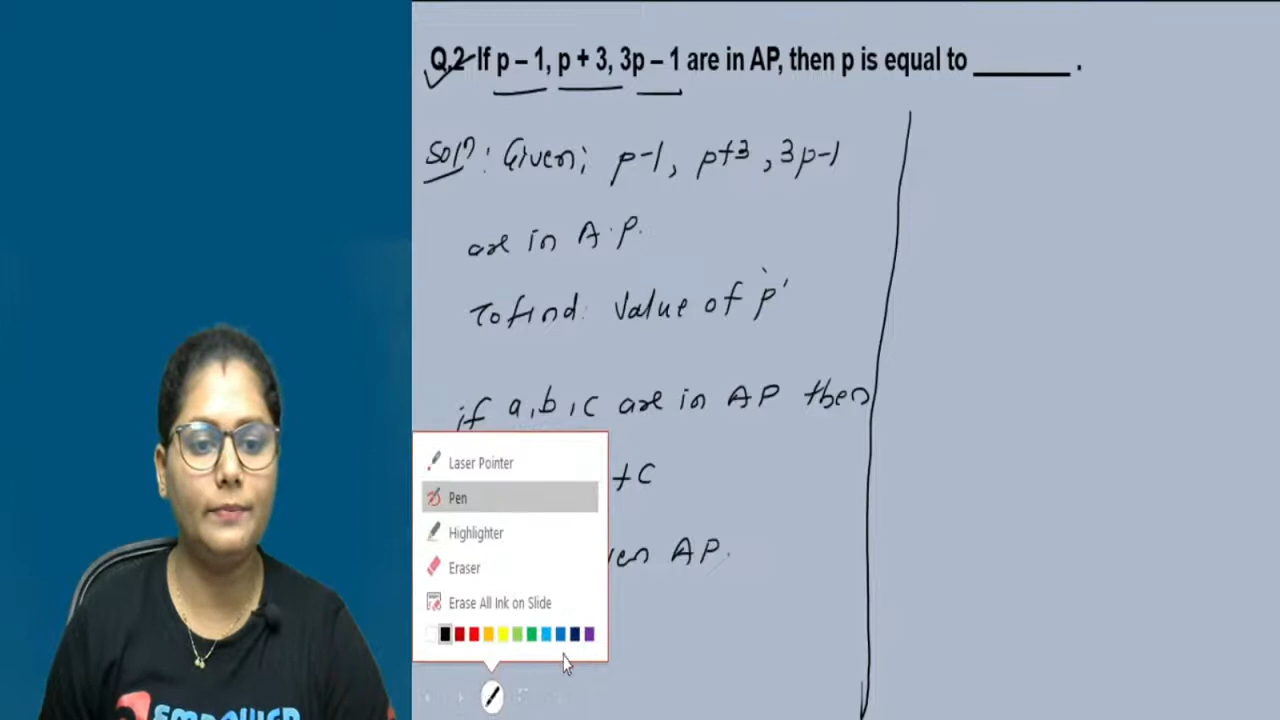 Q.2 If p – 1, p + 3, 3p – 1 are in AP, then p is equal to ________ .
Soln: Given; p-1, p+3, 3p-1
are in A.P.
To find: Value of 'p'
if a, b, c are in AP then
+ C
AP.
Laser Pointer
Pen
Highlighter
Eraser
Erase All Ink on Slide